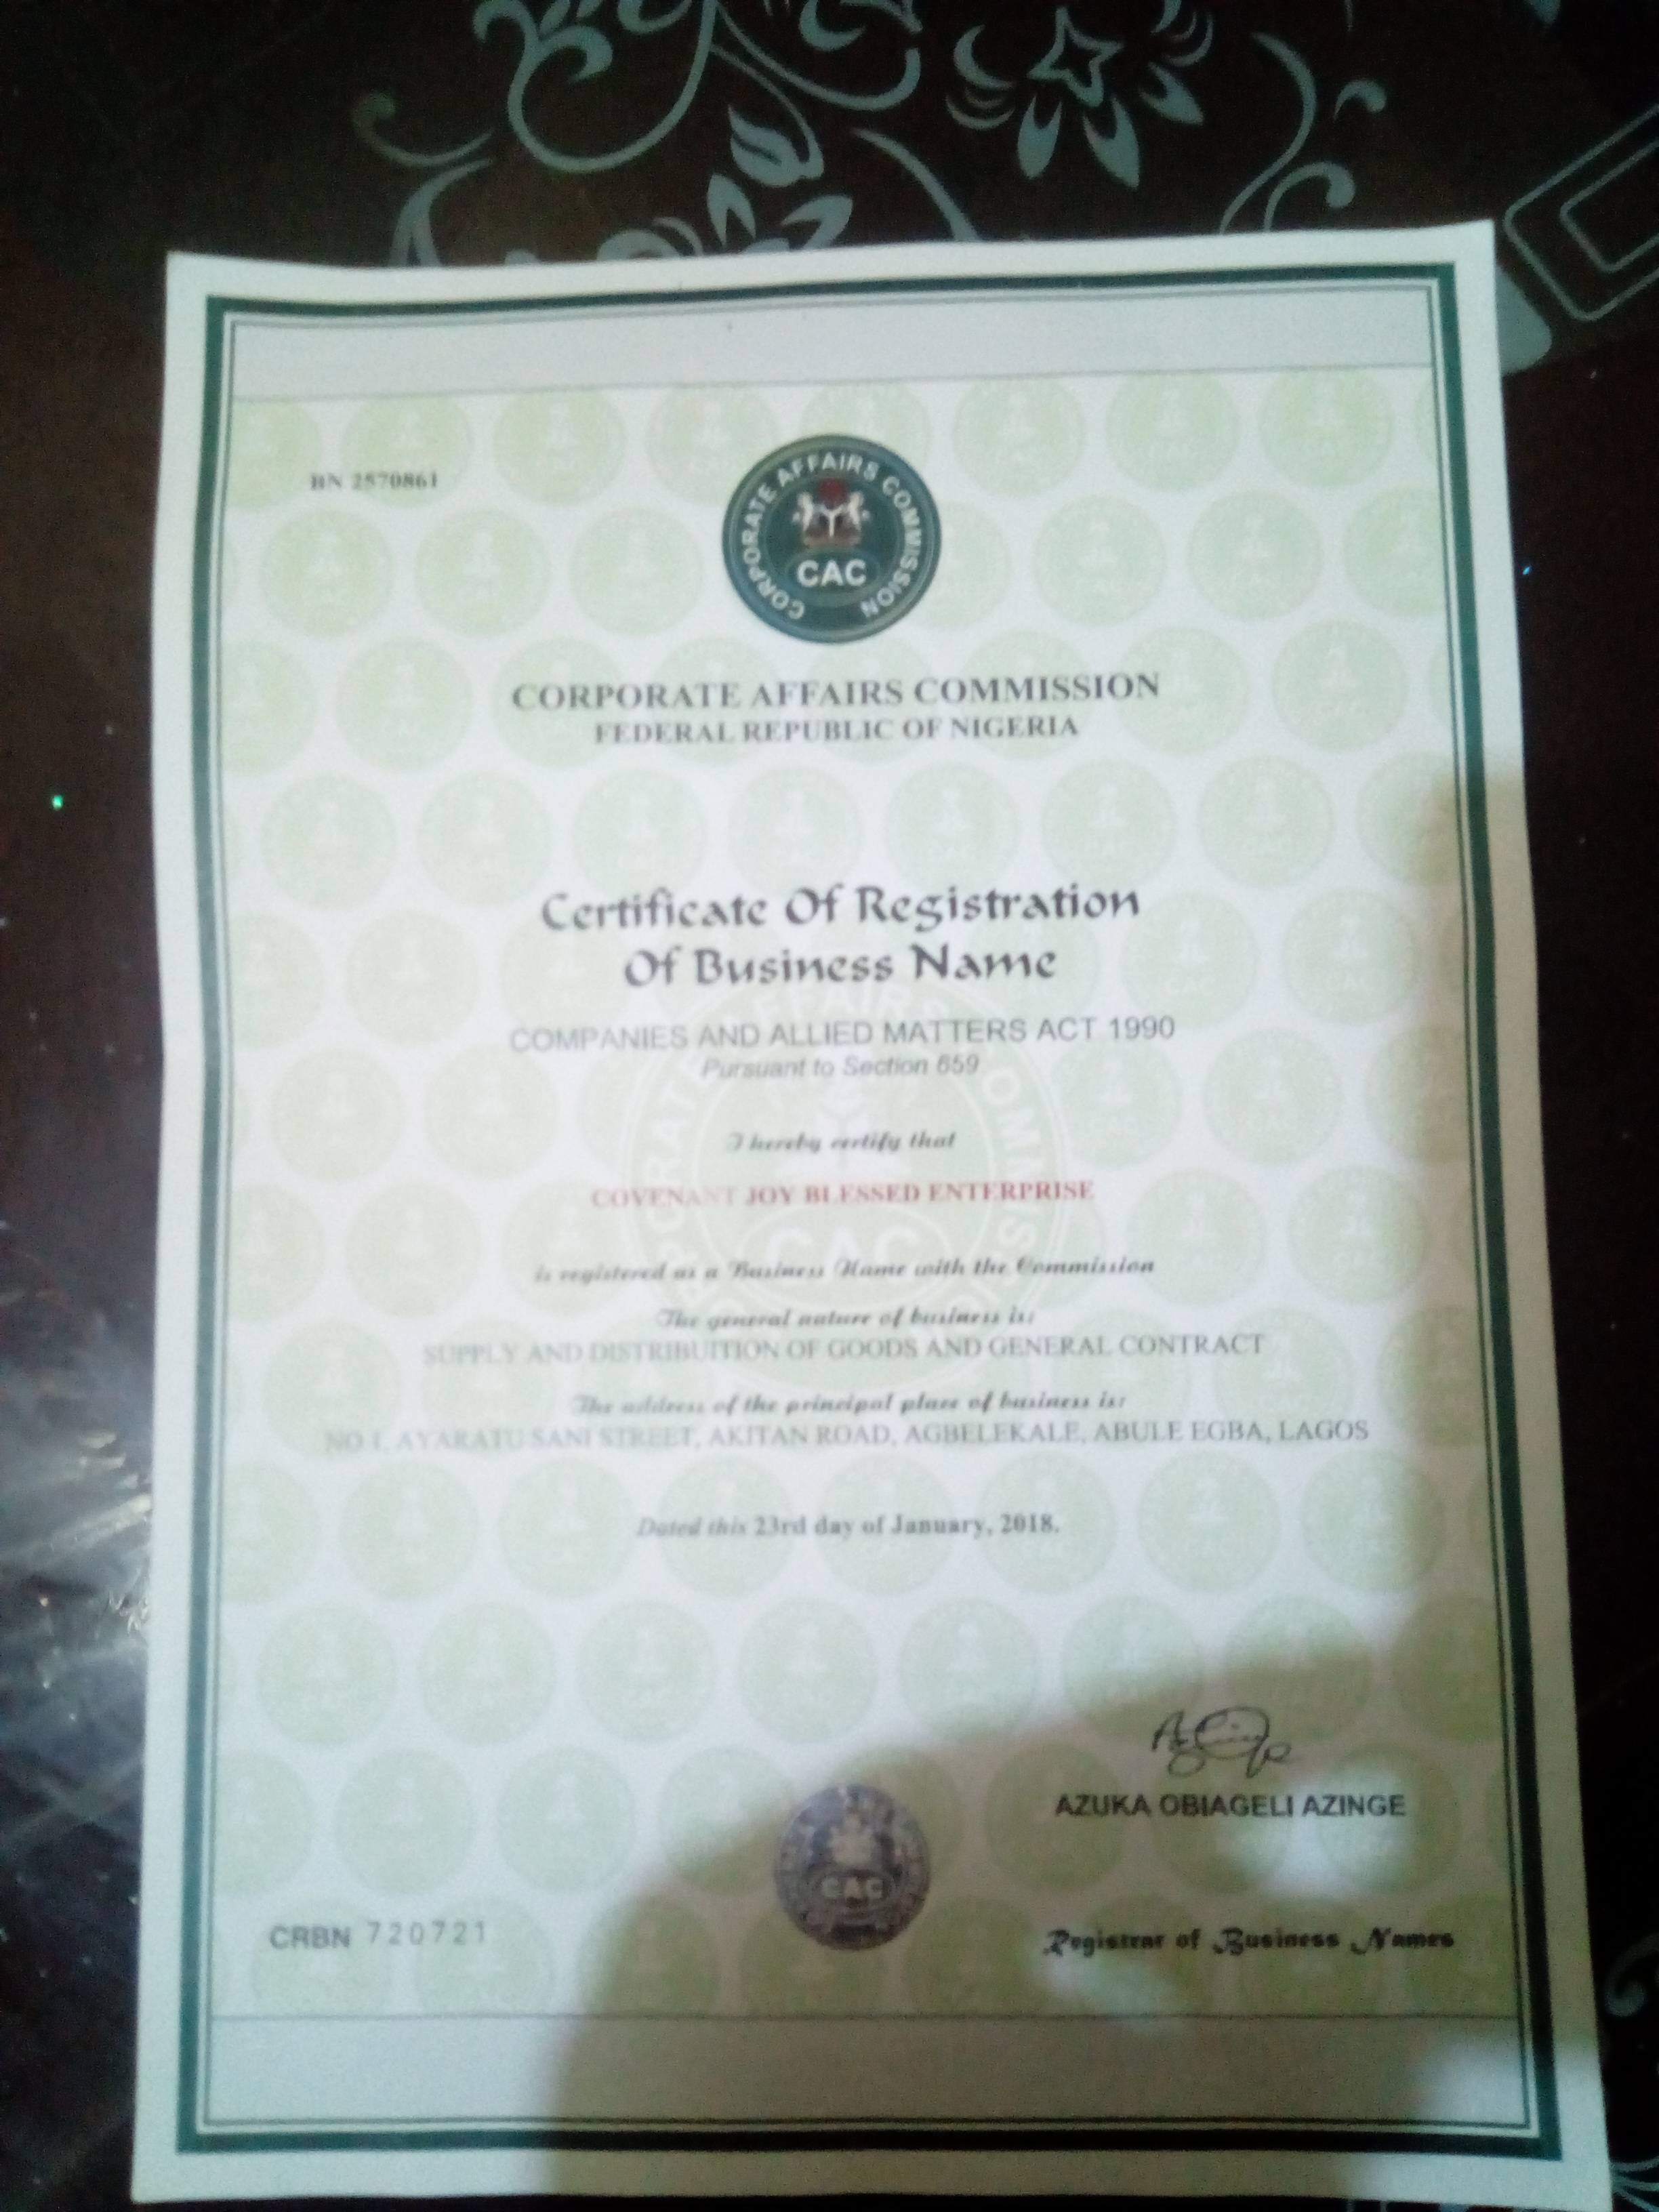 BN 2570861
CORPORATE AFFAIRS COMMISSION
CAC
CORPORATE AFFAIRS COMMISSION
FEDERAL REPUBLIC OF NIGERIA
Certificate Of Registration
Of Business Name
COMPANIES AND ALLIED MATTERS ACT 1990
Pursuant to Section 659
I hereby certify that
COVENANT JOY BLESSED ENTERPRISE
is registered as a Business Name with the Commission
The general nature of business is:
SUPPLY AND DISTRIBUITION OF GOODS AND GENERAL CONTRACT
The address of the principal place of business is:
NO 1, AYARATU SANI STREET, AKITAN ROAD, AGBELEKALE, ABULE EGBA, LAGOS
Dated this 23rd day of January, 2018.
AZUKA OBIAGELI AZINGE
CAC
CRBN 720721
Registrar of Business Names